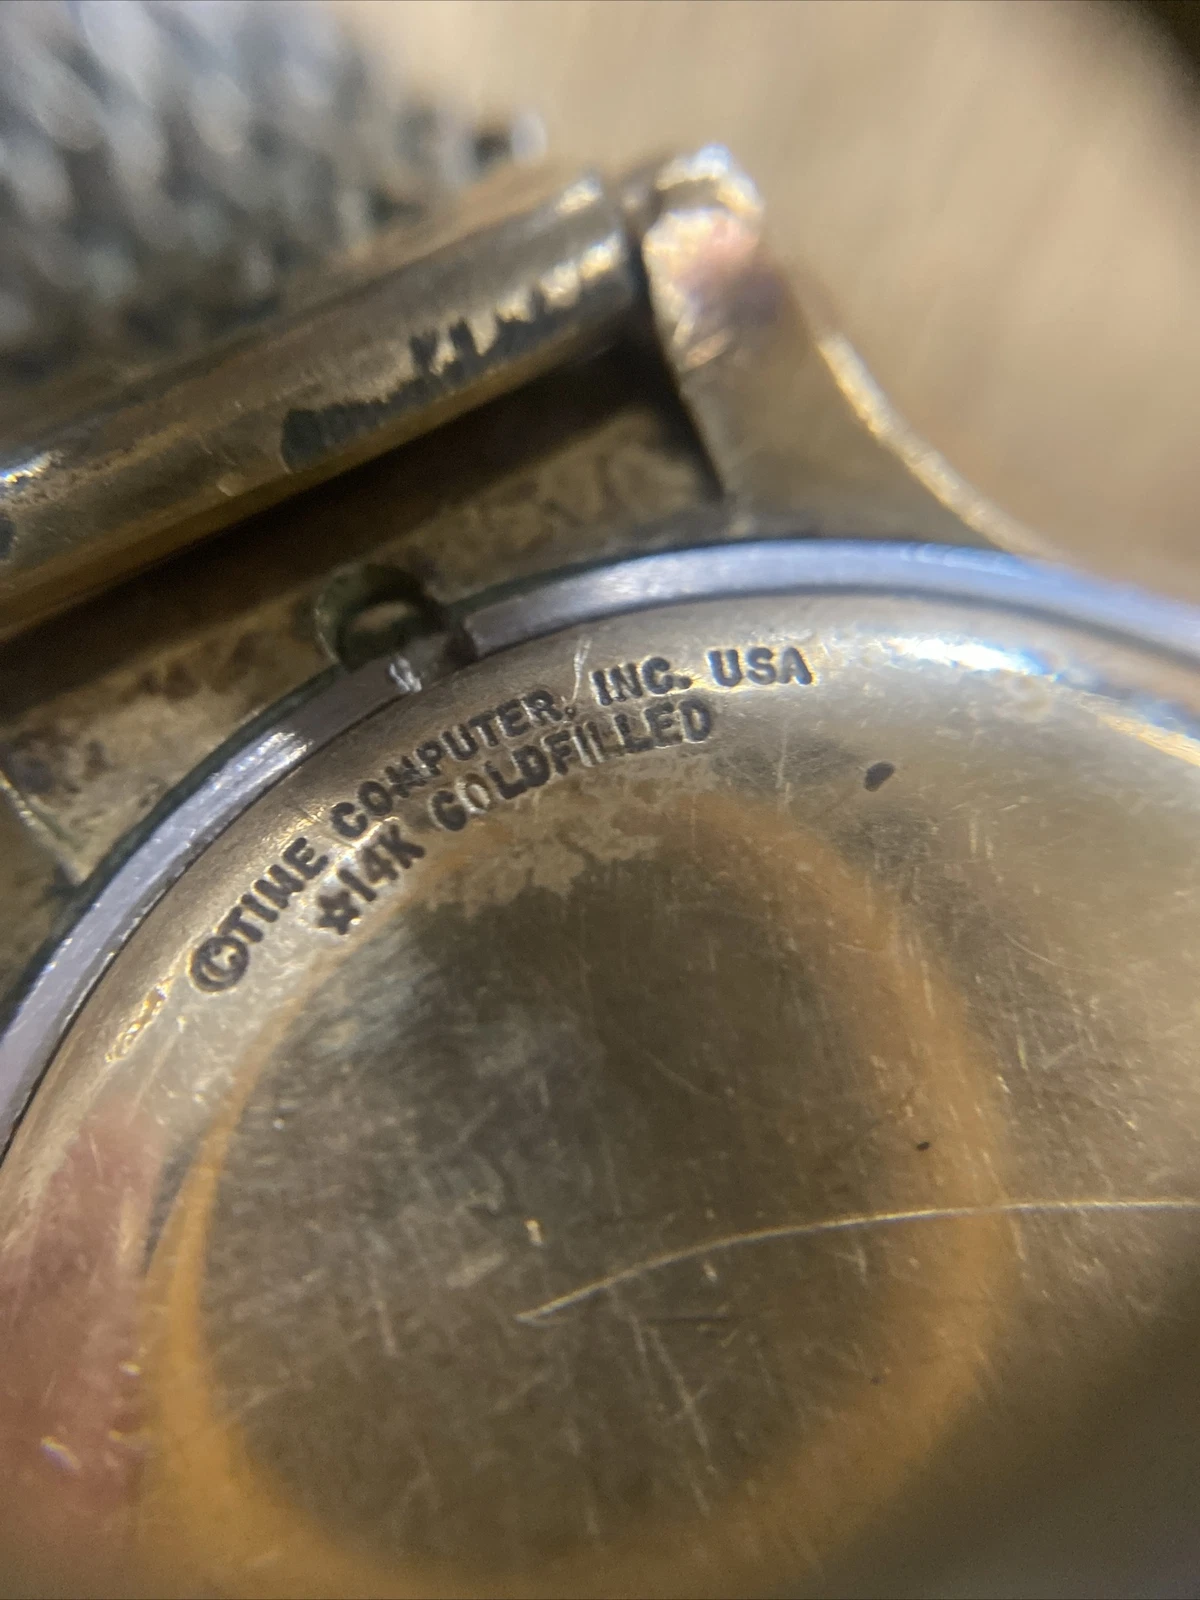 ©TIME COMPUTER, INC. USA
☆14K GOLDFILLED